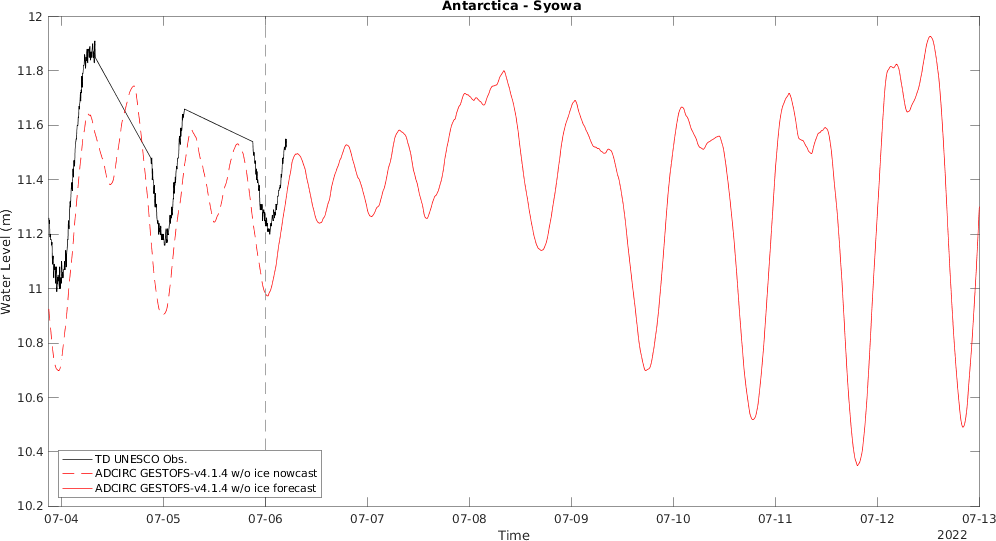 Antarctica - Syowa
12
11.8
11.6
11.4
11.2
11
10.8
10.6
10.4
10.2
Water Level (m)
TD UNESCO Obs.
ADCIRC GESTOFS-v4.1.4 w/o ice nowcast
ADCIRC GESTOFS-v4.1.4 w/o ice forecast
07-04 07-05 07-06 07-07 07-08 07-09 07-10 07-11 07-12 07-13
Time
2022